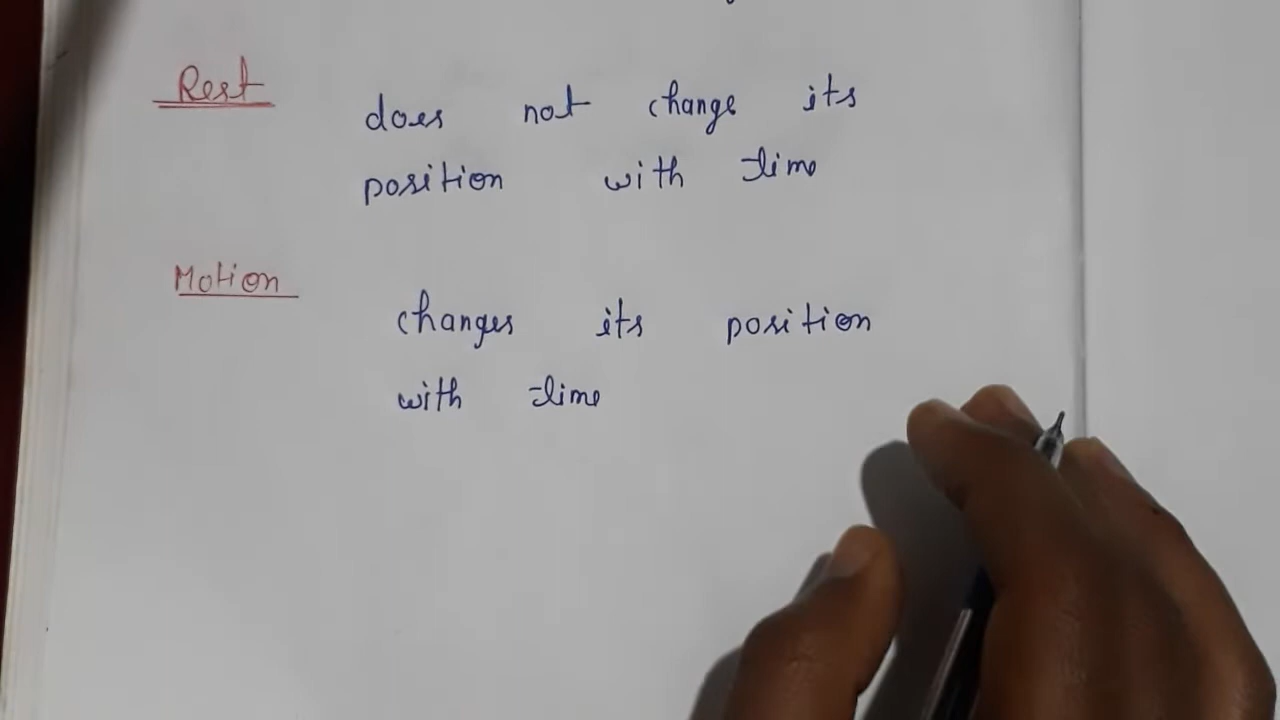 Rest
does not change its
position with time
Motion
changes its position
with time